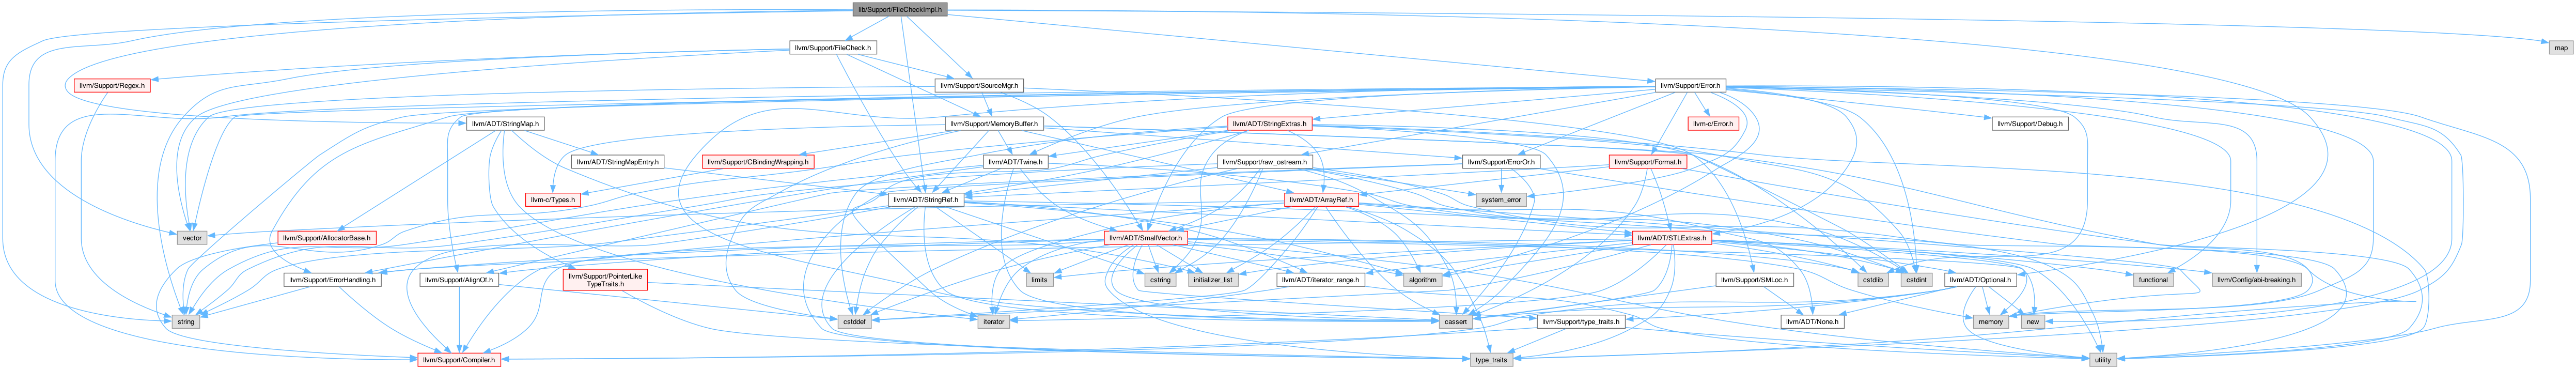 lib/Support/FileCheckImpl.h
llvm/Support/FileCheck.h
map
llvm/Support/Regex.h
llvm/Support/SourceMgr.h
llvm/Support/Error.h
llvm/ADT/StringMap.h
llvm/Support/MemoryBuffer.h
llvm/ADT/StringExtras.h
llvm-c/Error.h
llvm/Support/Debug.h
llvm/ADT/StringMapEntry.h
llvm/Support/CBindingWrapping.h
llvm/ADT/Twine.h
llvm/Support/raw_ostream.h
llvm/Support/ErrorOr.h
llvm/Support/Format.h
llvm-c/Types.h
llvm/ADT/StringRef.h
llvm/ADT/ArrayRef.h
system_error
vector
llvm/Support/AllocatorBase.h
llvm/ADT/SmallVector.h
llvm/ADT/STLExtras.h
llvm/Support/ErrorHandling.h
llvm/Support/AlignOf.h
llvm/Support/PointerLike
TypeTraits.h
limits
cstring
initializer_list
llvm/ADT/iterator_range.h
algorithm
llvm/Support/SMLoc.h
cstdlib
cstdint
llvm/ADT/Optional.h
functional
llvm/Config/abi-breaking.h
string
cstddef
iterator
cassert
llvm/Support/type_traits.h
llvm/ADT/None.h
memory
new
llvm/Support/Compiler.h
type_traits
utility